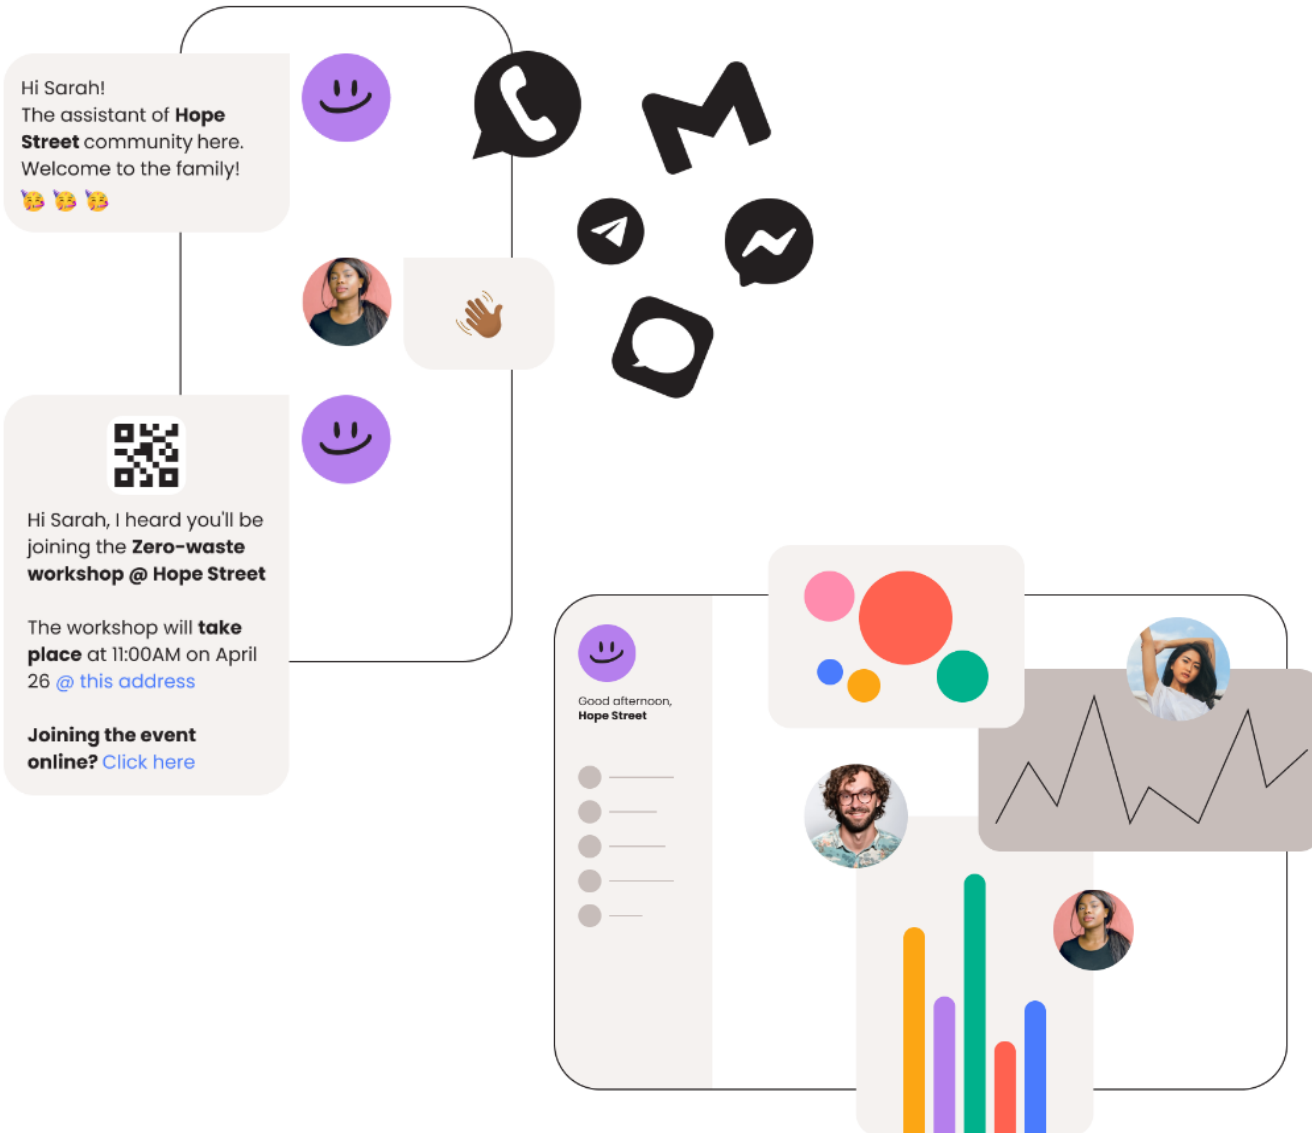 Hi Sarah!
The assistant of Hope
Street community here.
Welcome to the family!
🥳 🥳 🥳
👋🏾
Hi Sarah, I heard you'll be
joining the Zero-waste
workshop @ Hope Street
The workshop will take
place at 11:00AM on April
26 @ this address
Joining the event
online? Click here
Good afternoon,
Hope Street